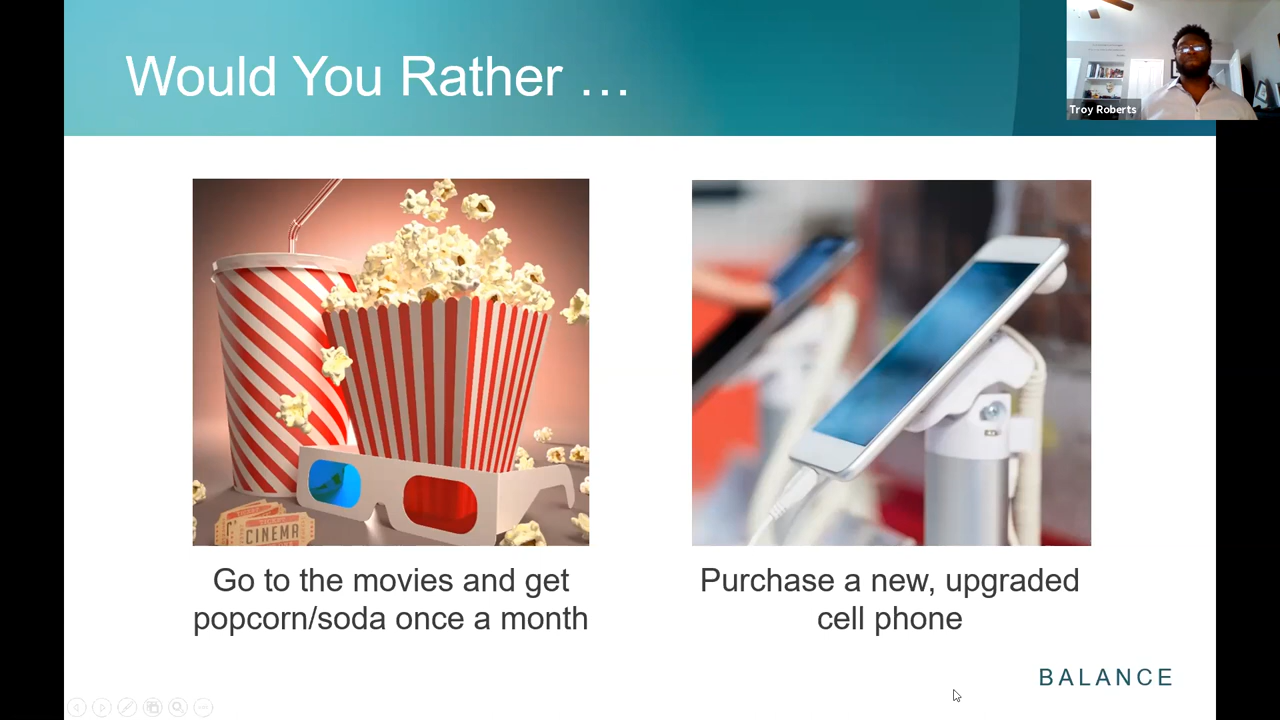 Would You Rather …
Troy Roberts
CINEMA
Go to the movies and get
popcorn/soda once a month
Purchase a new, upgraded
cell phone
BALANCE